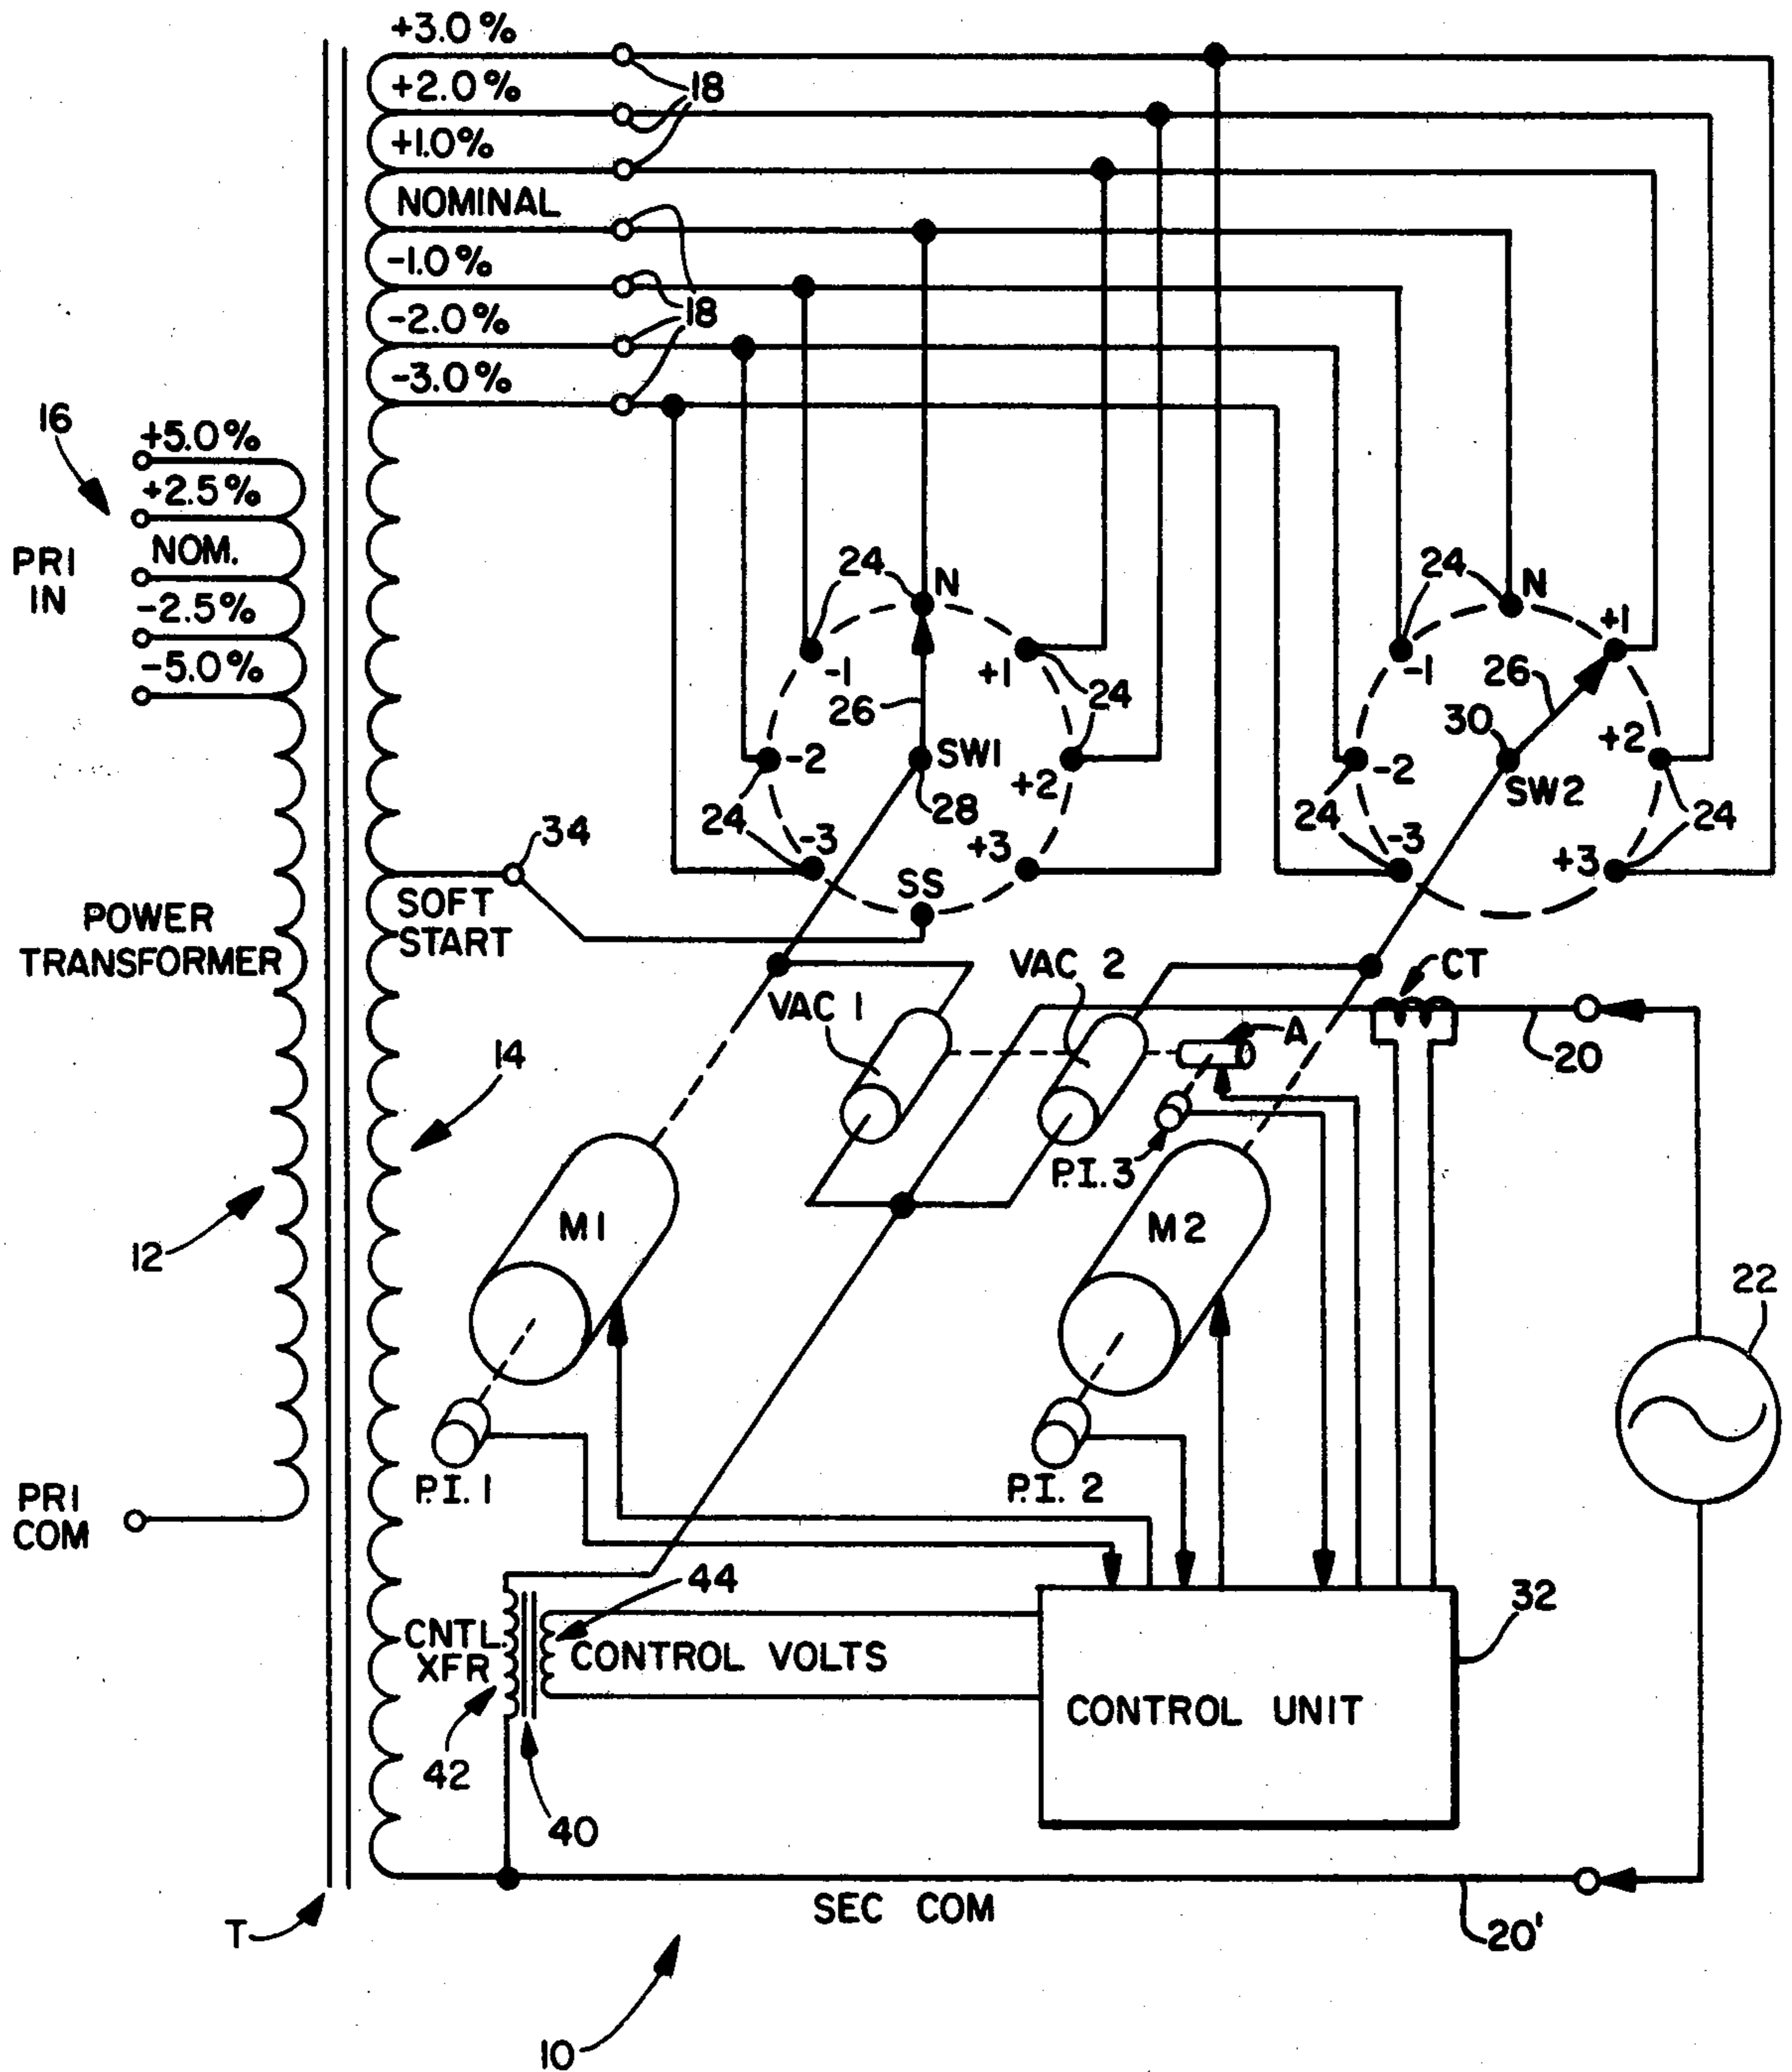 +3.0%
+2.0%
18
+1.0%
NOMINAL
-1.0%
18
-2.0%
-3.0%
16
+5.0%
+2.5%
PRI
IN
NOM.
-2.5%
-5.0%
24
N
-1
+1
26
24
-2
SW1
+2
28
24
-3
+3
SS
24
N
+1
-1
26
30
+2
-2
SW2
24
24
-3
+3
34
SOFT
START
POWER
TRANSFORMER
VAC 1
VAC 2
CT
A
20
14
P.I.3
M1
M2
12
22
P.I. 1
P.I. 2
PRI
COM
44
32
CNTL.
XFR
CONTROL VOLTS
CONTROL UNIT
42
40
SEC COM
T
20'
10